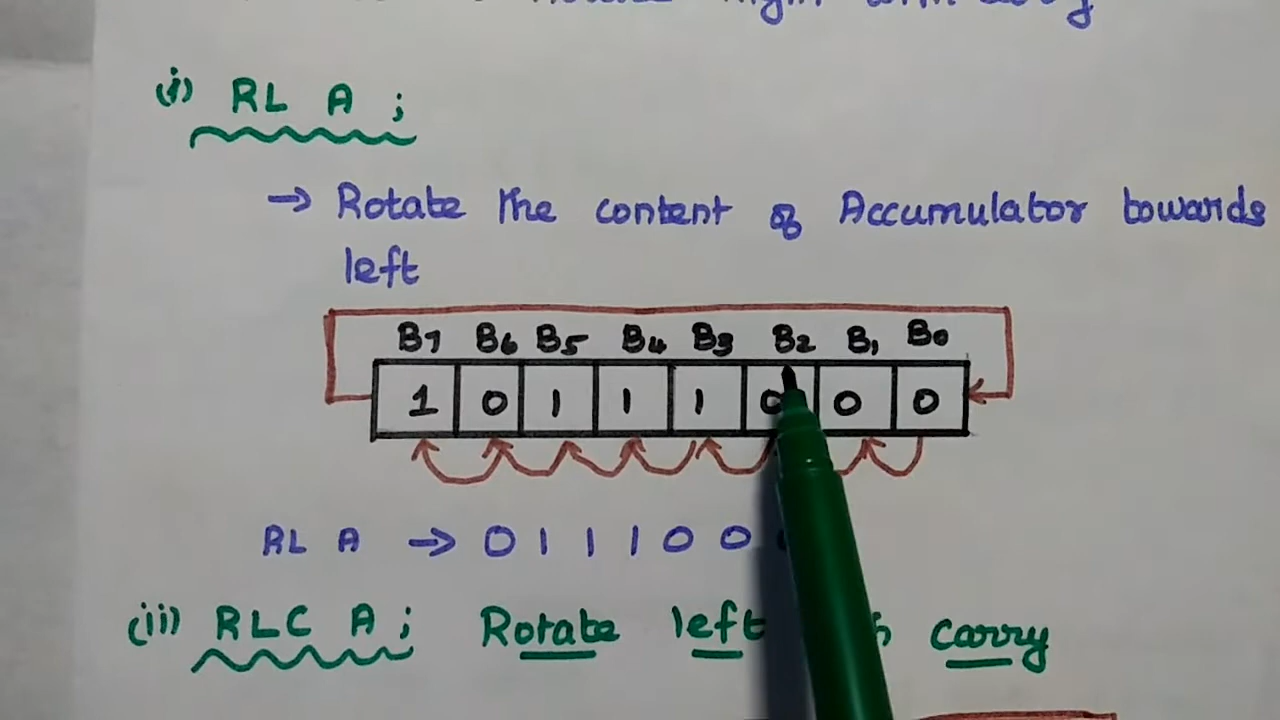 (i) RL A ;
→ Rotate the content of Accumulator towards
left
B7 B6 B5 B4 B3 B2 B1 B0
1 0 1 1 1 0 0 0
RL A → 0 1 1 1 0 0
(ii) RLC A ; Rotate left carry